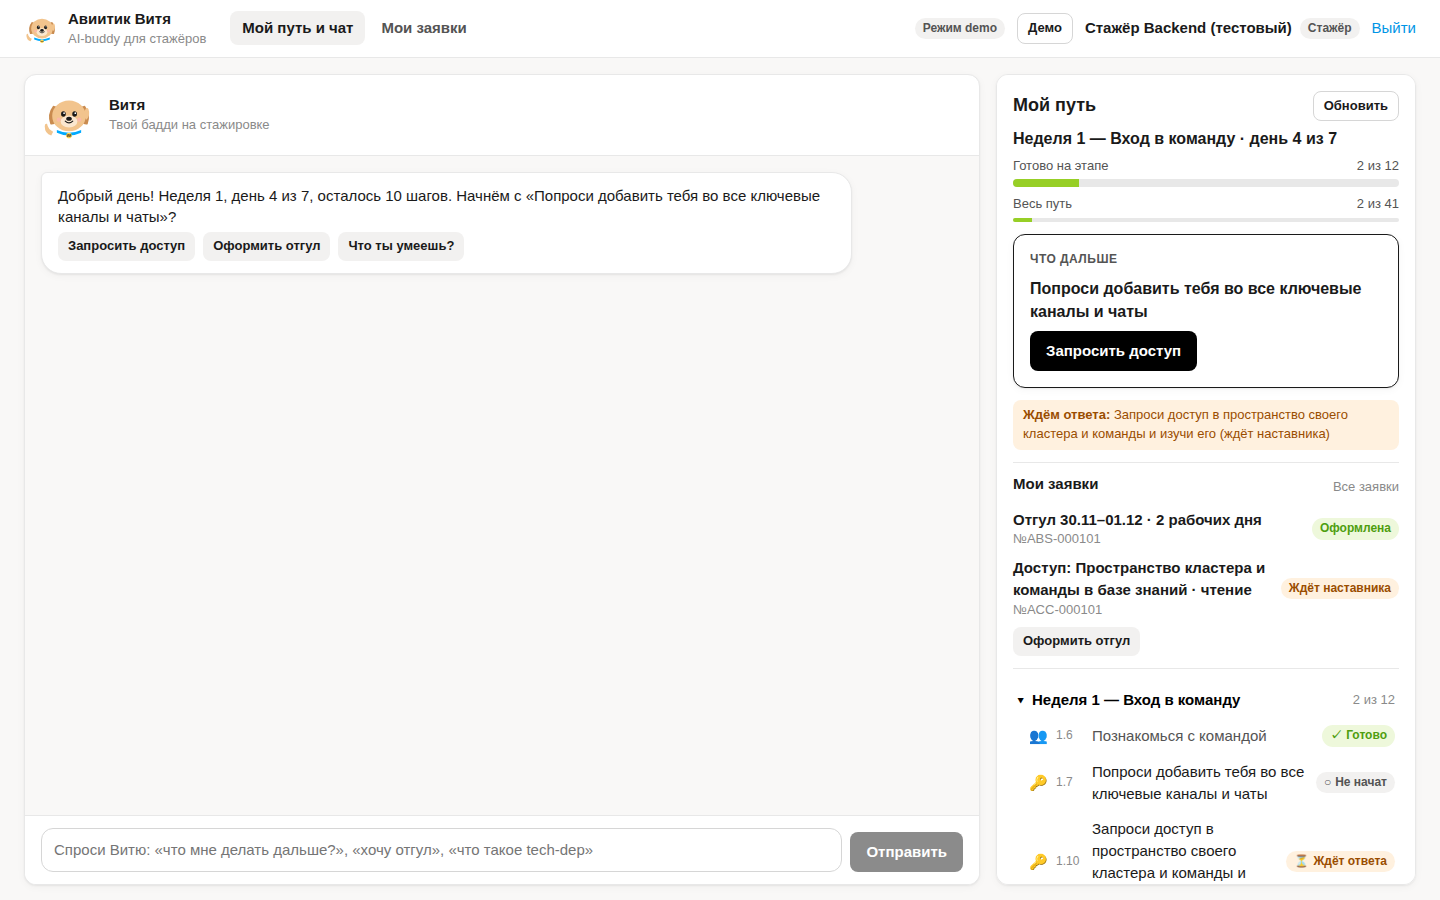 Авиитик Витя
AI-buddy для стажёров
Мой путь и чат
Мои заявки
Режим demo
Демо
Стажёр Backend (тестовый)
Стажёр
Выйти
Витя
Твой бадди на стажировке
Добрый день! Неделя 1, день 4 из 7, осталось 10 шагов. Начнём с «Попроси добавить тебя во все ключевые
каналы и чаты»?
Запросить доступ
Оформить отгул
Что ты умеешь?
Спроси Витю: «что мне делать дальше?», «хочу отгул», «что такое tech-dep»
Отправить
Мой путь
Обновить
Неделя 1 — Вход в команду · день 4 из 7
Готово на этапе
2 из 12
Весь путь
2 из 41
ЧТО ДАЛЬШЕ
Попроси добавить тебя во все ключевые
каналы и чаты
Запросить доступ
Ждём ответа: Запроси доступ в пространство своего
кластера и команды и изучи его (ждёт наставника)
Мои заявки
Все заявки
Отгул 30.11–01.12 · 2 рабочих дня
№ABS-000101
Оформлена
Доступ: Пространство кластера и
команды в базе знаний · чтение
№ACC-000101
Ждёт наставника
Оформить отгул
▼ Неделя 1 — Вход в команду
2 из 12
1.6
Познакомься с командой
✓ Готово
1.7
Попроси добавить тебя во все
ключевые каналы и чаты
○ Не начат
1.10
Запроси доступ в
пространство своего
кластера и команды и
⏳ Ждёт ответа